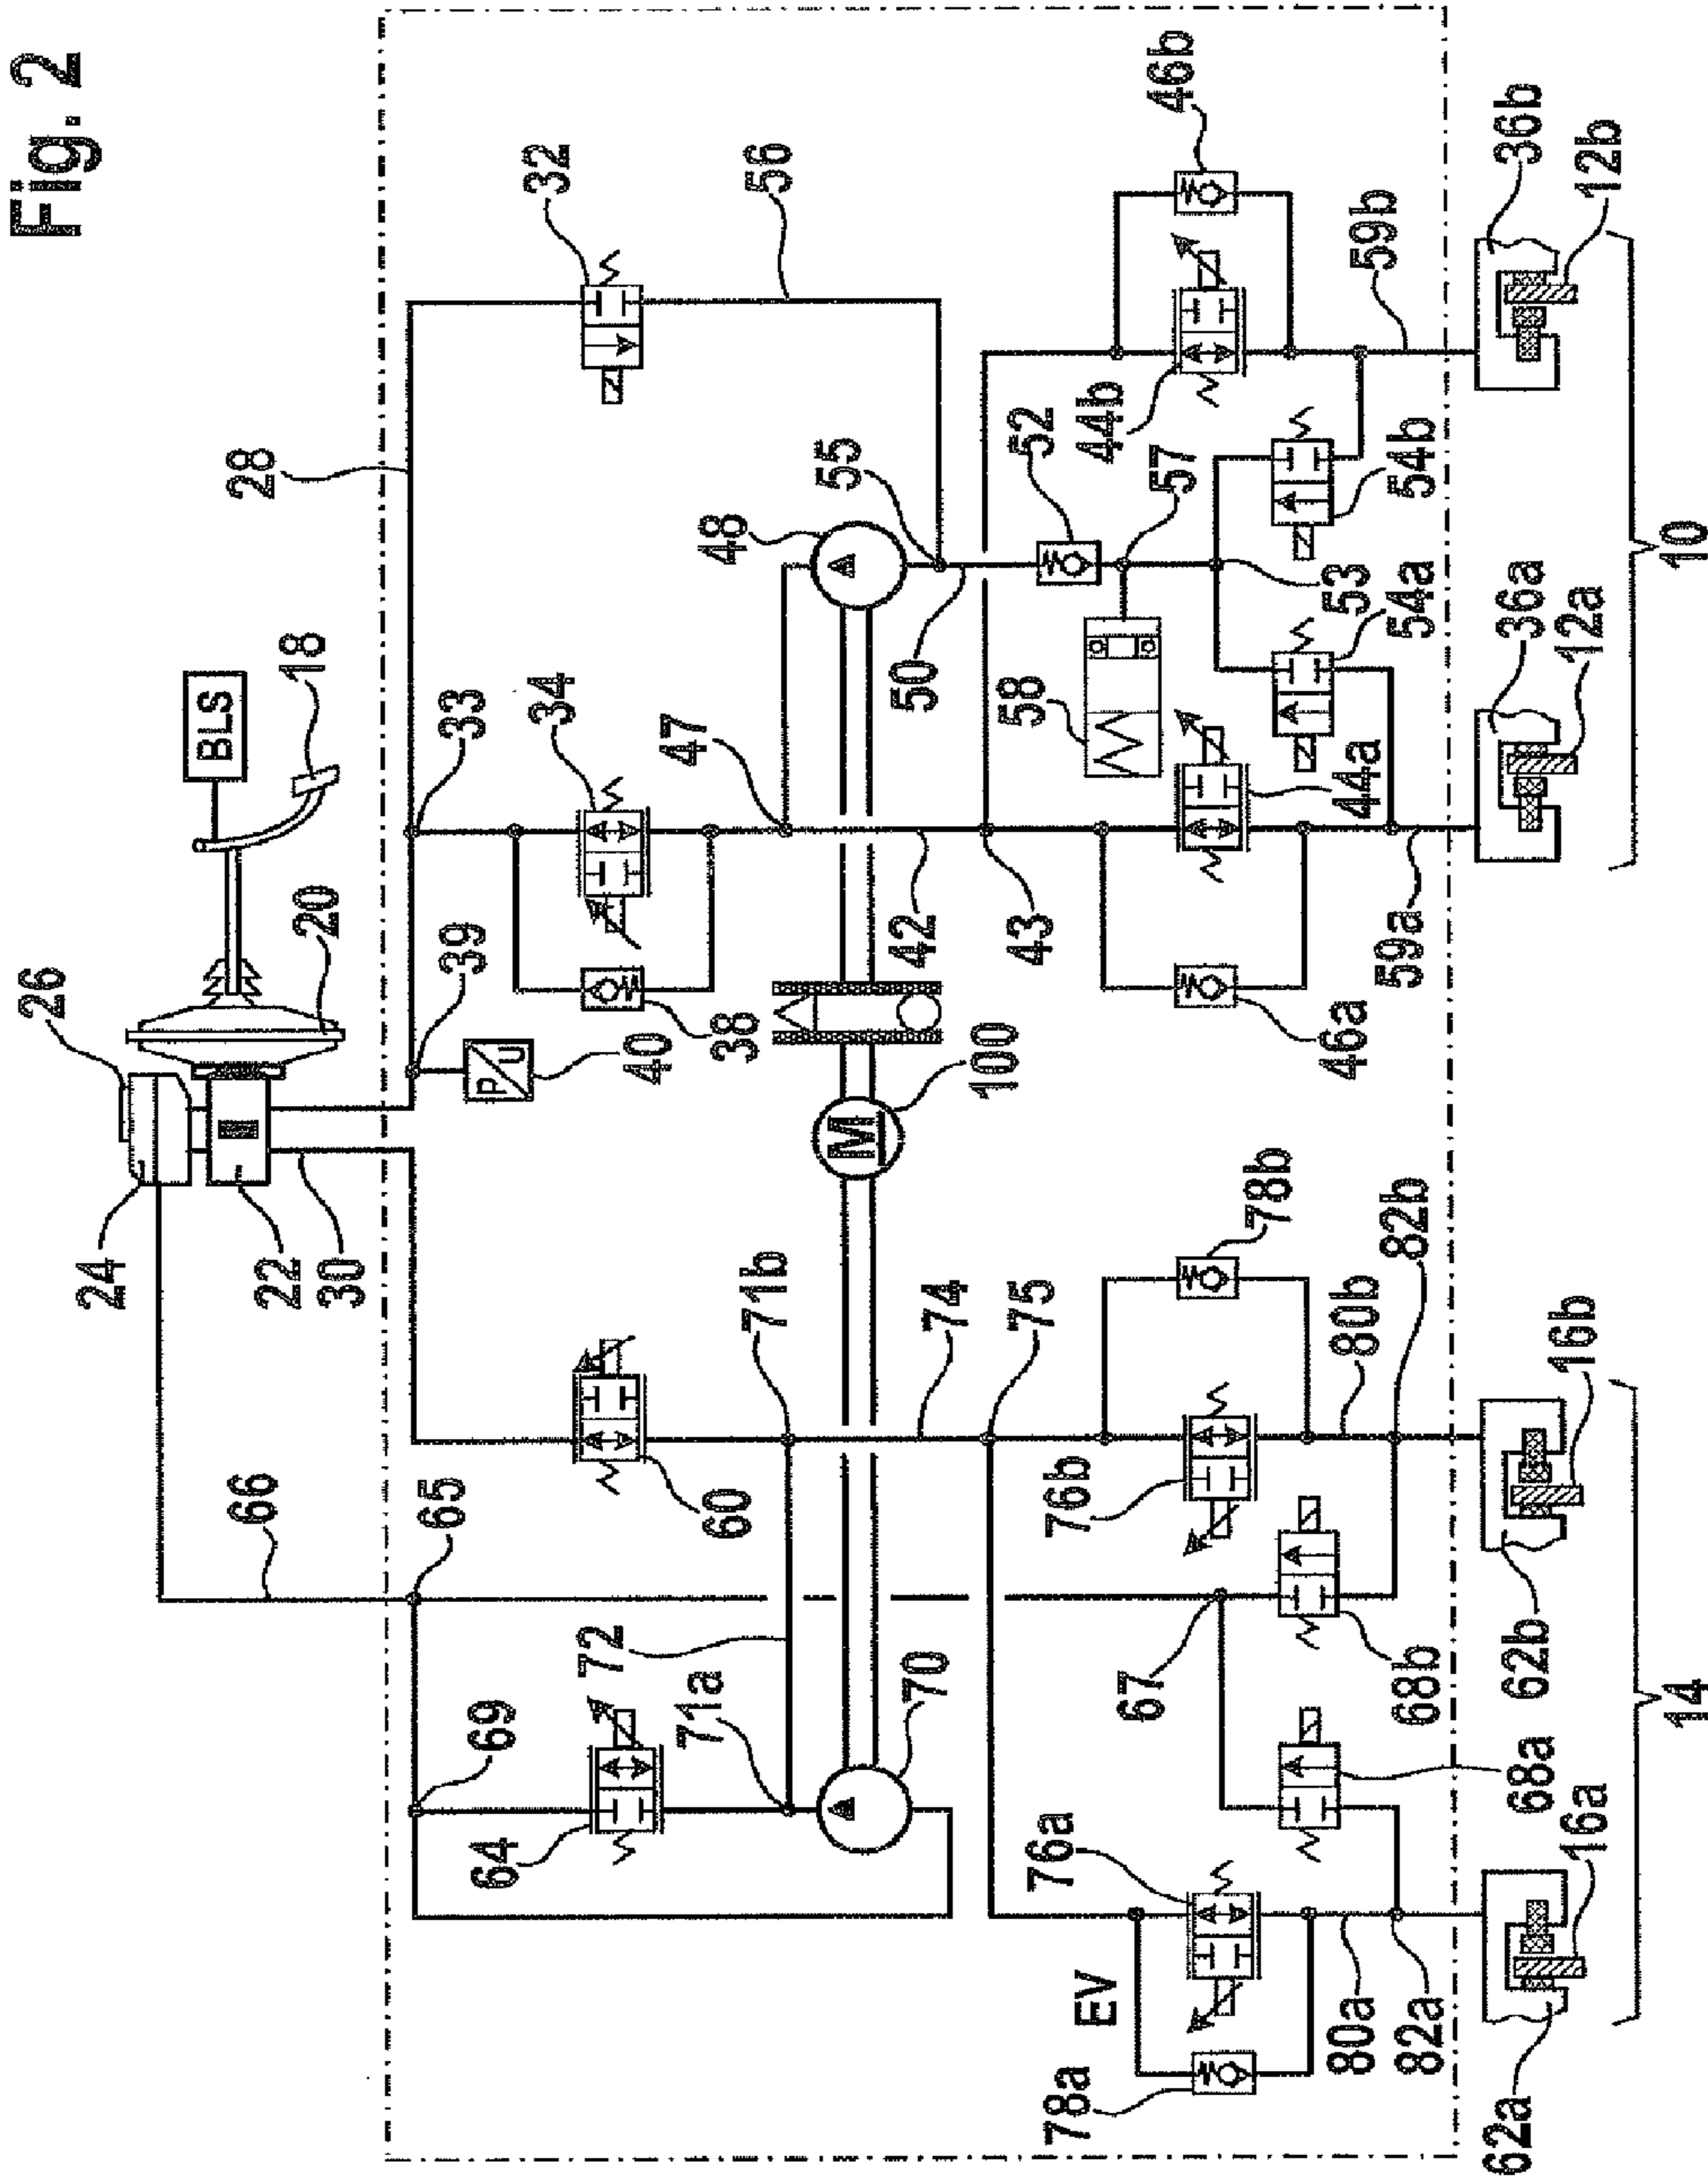 Fig. 2
26
24
BLS
22
18
20
30
66
28
65
39
33
69
64
34
32
72
40
60
71a
38
47
48
56
71b
55
70
74
100
42
50
75
43
58
52
76a
76b
44b
EV
78a
67
46b
57
78b
46a
44a
53
80a
80b
59a
59b
82a
68b
82b
54a
54b
62a
68a
62b
16a
16b
36a
12a
36b
12b
14
10
P
U
M